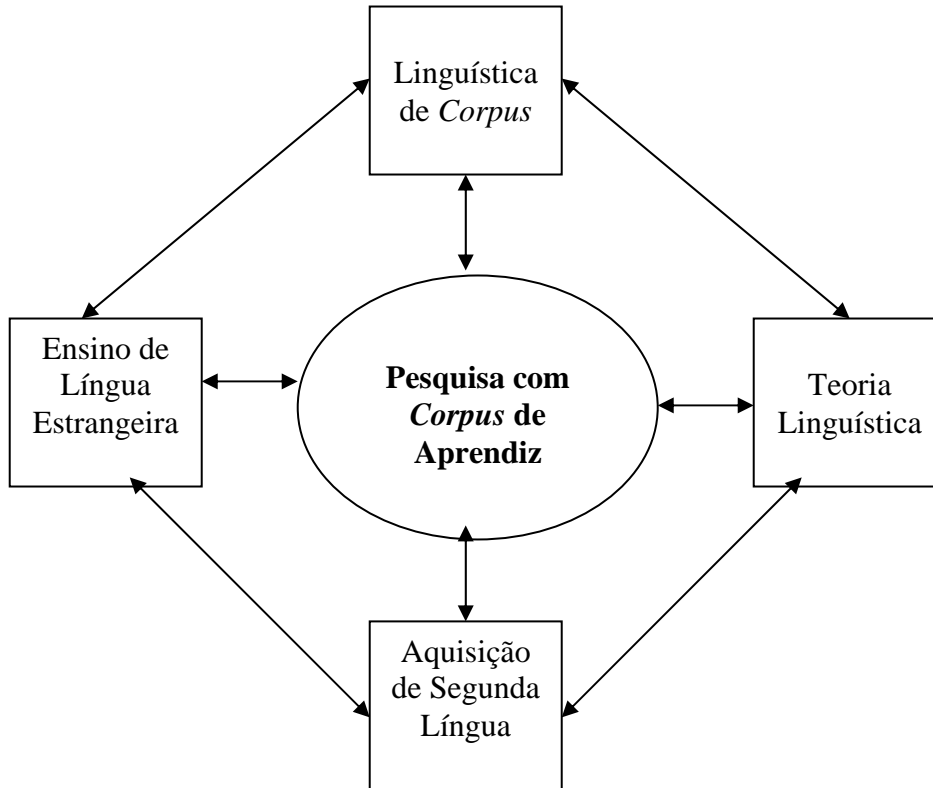 Linguística
de Corpus
Ensino de
Língua
Estrangeira
Pesquisa com
Corpus de
Aprendiz
Teoria
Linguística
Aquisição
de Segunda
Língua